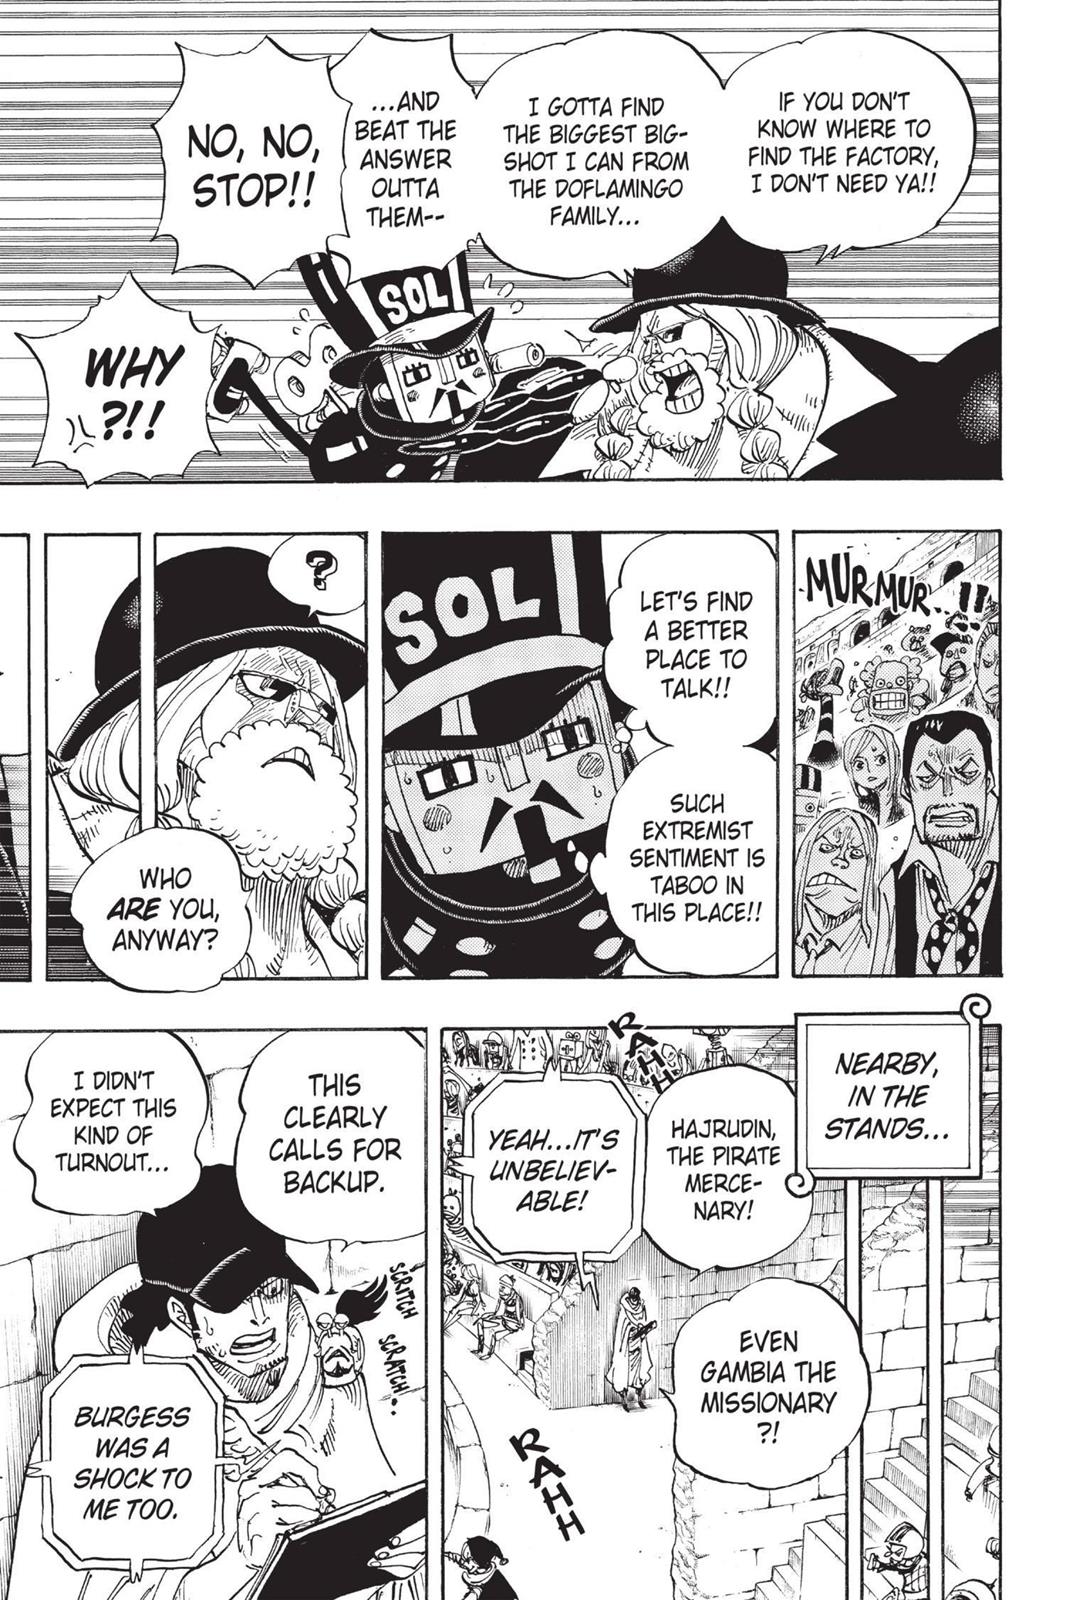 IF YOU DON'T
KNOW WHERE TO
FIND THE FACTORY,
I DON'T NEED YA!!
I GOTTA FIND
THE BIGGEST BIG-
SHOT I CAN FROM
THE DOFLAMINGO
FAMILY...
...AND
BEAT THE
ANSWER
OUTTA
THEM--
NO, NO,
STOP!!
SOL
WHY
?!!
MURMUR..!!
LET'S FIND
A BETTER
PLACE TO
TALK!!
SUCH
EXTREMIST
SENTIMENT IS
TABOO IN
THIS PLACE!!
SOL
?
WHO
ARE YOU,
ANYWAY?
NEARBY,
IN THE
STANDS...
RAHH
HAJRUDIN,
THE PIRATE
MERCE-
NARY!
YEAH...IT'S
UNBELIEV-
ABLE!
EVEN
GAMBIA THE
MISSIONARY
?!
RAHH
THIS
CLEARLY
CALLS FOR
BACKUP.
I DIDN'T
EXPECT THIS
KIND OF
TURNOUT...
SCRATCH
SCRATCH!..
BURGESS
WAS A
SHOCK TO
ME TOO.